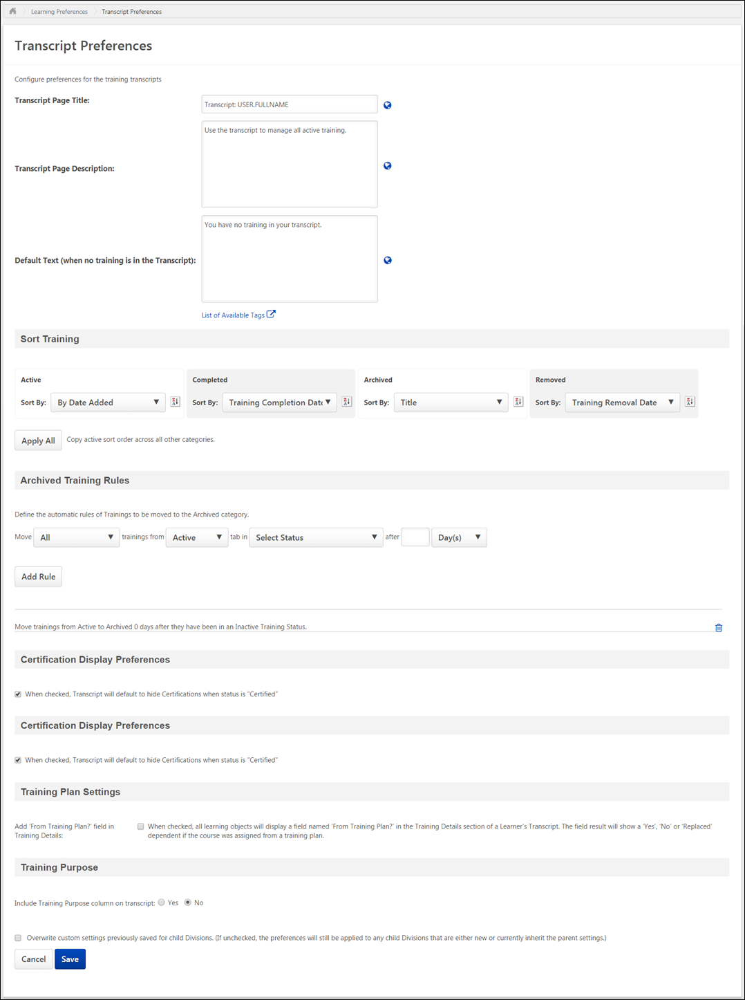 Learning Preferences Transcript Preferences
Transcript Preferences
Configure preferences for the training transcripts
Transcript Page Title:
Transcript: USER.FULLNAME
Use the transcript to manage all active training.
Transcript Page Description:
You have no training in your transcript.
Default Text (when no training is in the Transcript):
List of Available Tags
Sort Training
Active Completed Archived Removed
Sort By: By Date Added Sort By: Training Completion Date Sort By: Title Sort By: Training Removal Date
Apply All Copy active sort order across all other categories.
Archived Training Rules
Define the automatic rules of Trainings to be moved to the Archived category.
Move All trainings from Active tab in Select Status after Day(s)
Add Rule
Move trainings from Active to Archived 0 days after they have been in an Inactive Training Status.
Certification Display Preferences
When checked, Transcript will default to hide Certifications when status is "Certified"
Certification Display Preferences
When checked, Transcript will default to hide Certifications when status is "Certified"
Training Plan Settings
Add 'From Training Plan?' field in
Training Details:
When checked, all learning objects will display a field named 'From Training Plan?' in the Training Details section of a Learner's Transcript. The field result will show a 'Yes', 'No' or 'Replaced'
dependent if the course was assigned from a training plan.
Training Purpose
Include Training Purpose column on transcript: Yes No
Overwrite custom settings previously saved for child Divisions. (If unchecked, the preferences will still be applied to any child Divisions that are either new or currently inherit the parent settings.)
Cancel Save